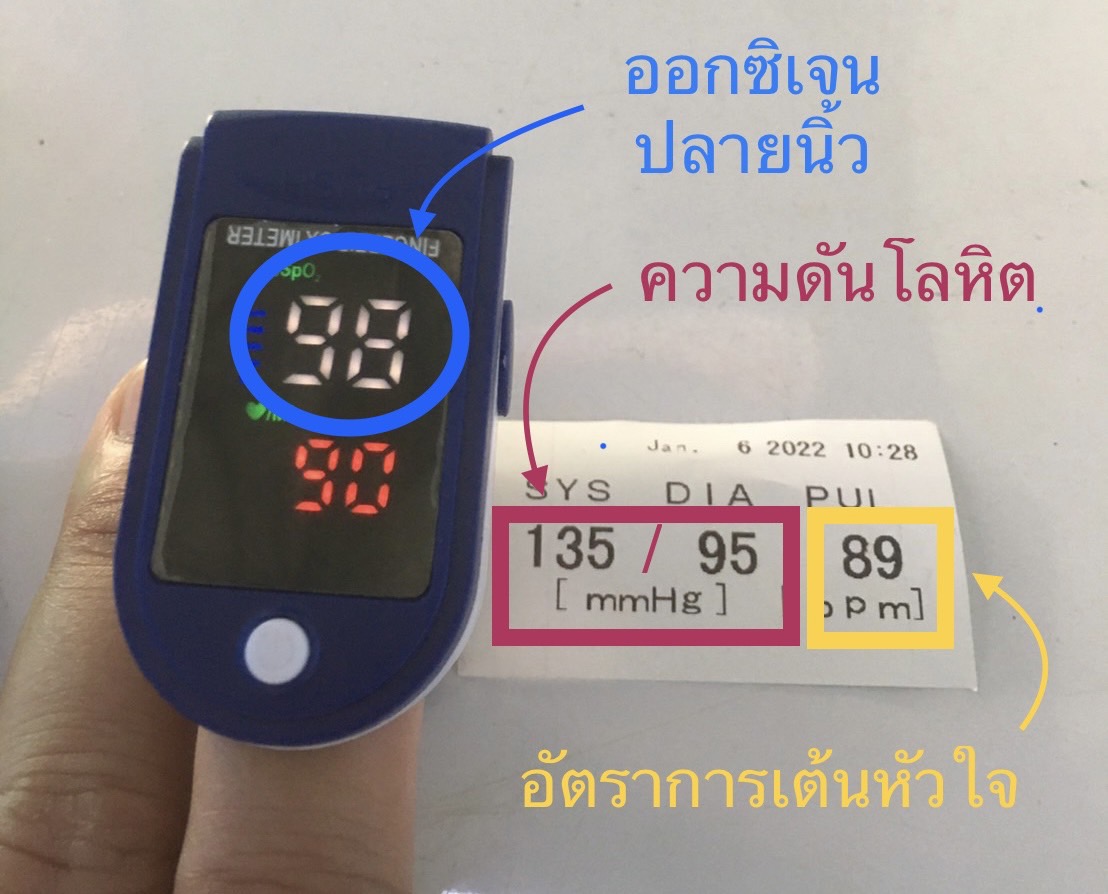 ออกซิเจน
ปลายนิ้ว
ความดันโลหิต
SpO₂
98
90
Jan. 6 2022 10:28
SYS DIA PUL
135 / 95 89
[ mmHg ] bpm]
อัตราการเต้นหัวใจ